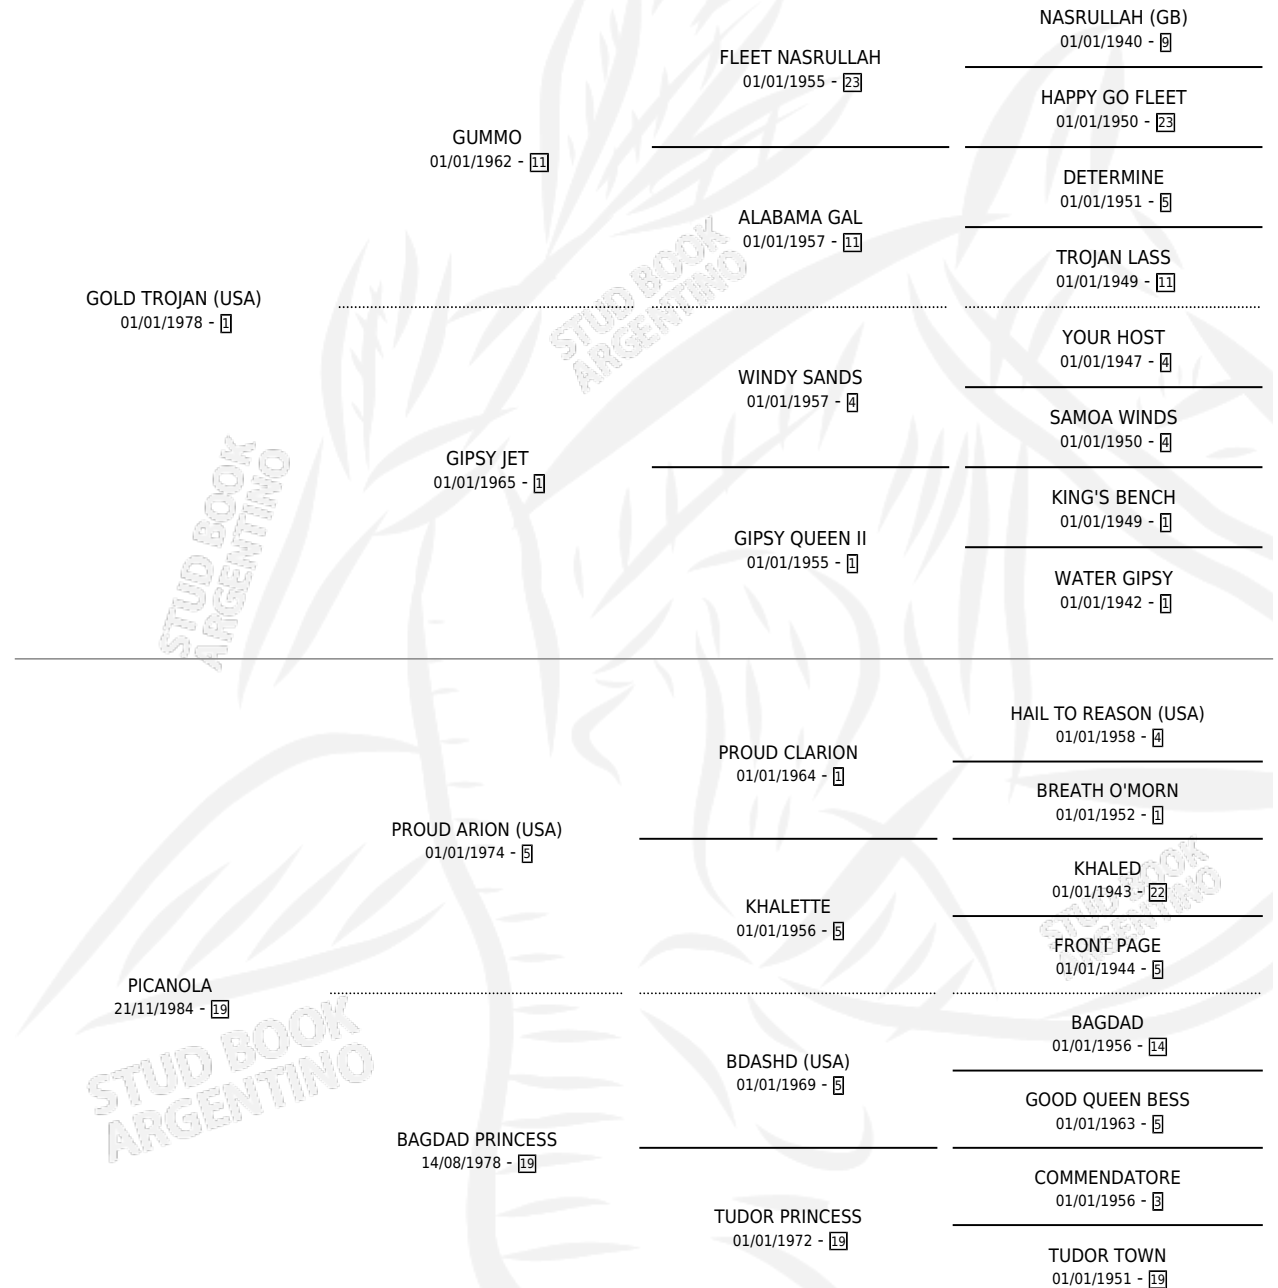 NASRULLAH (GB)
01/01/1940 - 9
FLEET NASRULLAH
01/01/1955 - 23
HAPPY GO FLEET
01/01/1950 - 23
GUMMO
01/01/1962 - 11
DETERMINE
01/01/1951 - 5
ALABAMA GAL
01/01/1957 - 11
TROJAN LASS
01/01/1949 - 11
GOLD TROJAN (USA)
01/01/1978 - 1
YOUR HOST
01/01/1947 - 4
WINDY SANDS
01/01/1957 - 4
SAMOA WINDS
01/01/1950 - 4
GIPSY JET
01/01/1965 - 1
KING'S BENCH
01/01/1949 - 1
GIPSY QUEEN II
01/01/1955 - 1
WATER GIPSY
01/01/1942 - 1
HAIL TO REASON (USA)
01/01/1958 - 4
PROUD CLARION
01/01/1964 - 1
BREATH O'MORN
01/01/1952 - 1
PROUD ARION (USA)
01/01/1974 - 5
KHALED
01/01/1943 - 22
KHALETTE
01/01/1956 - 5
FRONT PAGE
01/01/1944 - 5
PICANOLA
21/11/1984 - 19
BAGDAD
01/01/1956 - 14
BDASHD (USA)
01/01/1969 - 5
GOOD QUEEN BESS
01/01/1963 - 5
BAGDAD PRINCESS
14/08/1978 - 19
COMMENDATORE
01/01/1956 - 3
TUDOR PRINCESS
01/01/1972 - 19
TUDOR TOWN
01/01/1951 - 19
STUD BOOK
ARGENTINO
STUD BOOK
ARGENTINO
STUD BOOK
ARGENTINO
STUD BOOK
ARGENTINO